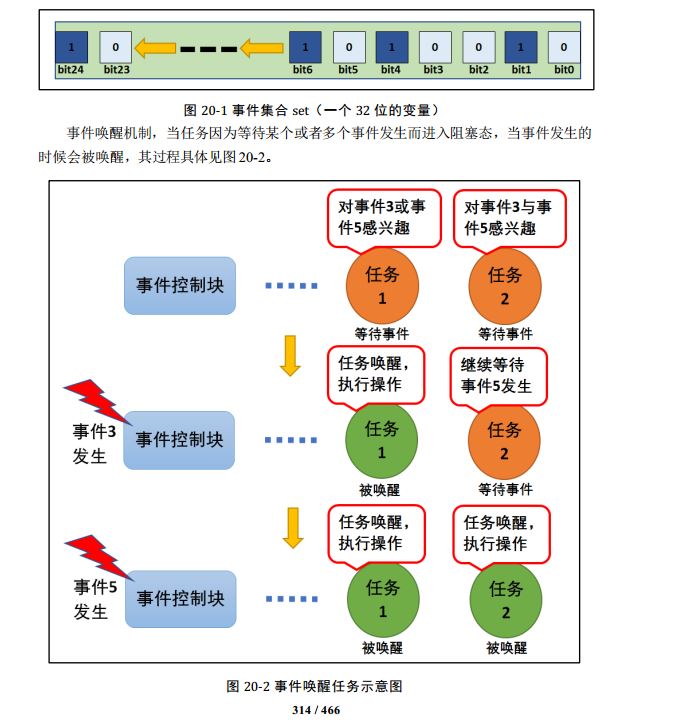 1 0 1 0 1 0 0 1 0
bit24 bit23 bit6 bit5 bit4 bit3 bit2 bit1 bit0
图 20-1 事件集合 set（一个 32 位的变量）
事件唤醒机制，当任务因为等待某个或者多个事件发生而进入阻塞态，当事件发生的
时候会被唤醒，其过程具体见图 20-2。
对事件3或事
件5感兴趣
对事件3与事
件5感兴趣
事件控制块
任务
1
任务
2
等待事件
等待事件
任务唤醒，
执行操作
继续等待
事件5发生
事件3
发生
事件控制块
任务
1
任务
2
被唤醒
等待事件
任务唤醒，
执行操作
任务唤醒，
执行操作
事件5
发生
事件控制块
任务
1
任务
2
被唤醒
被唤醒
图 20-2 事件唤醒任务示意图
314 / 466